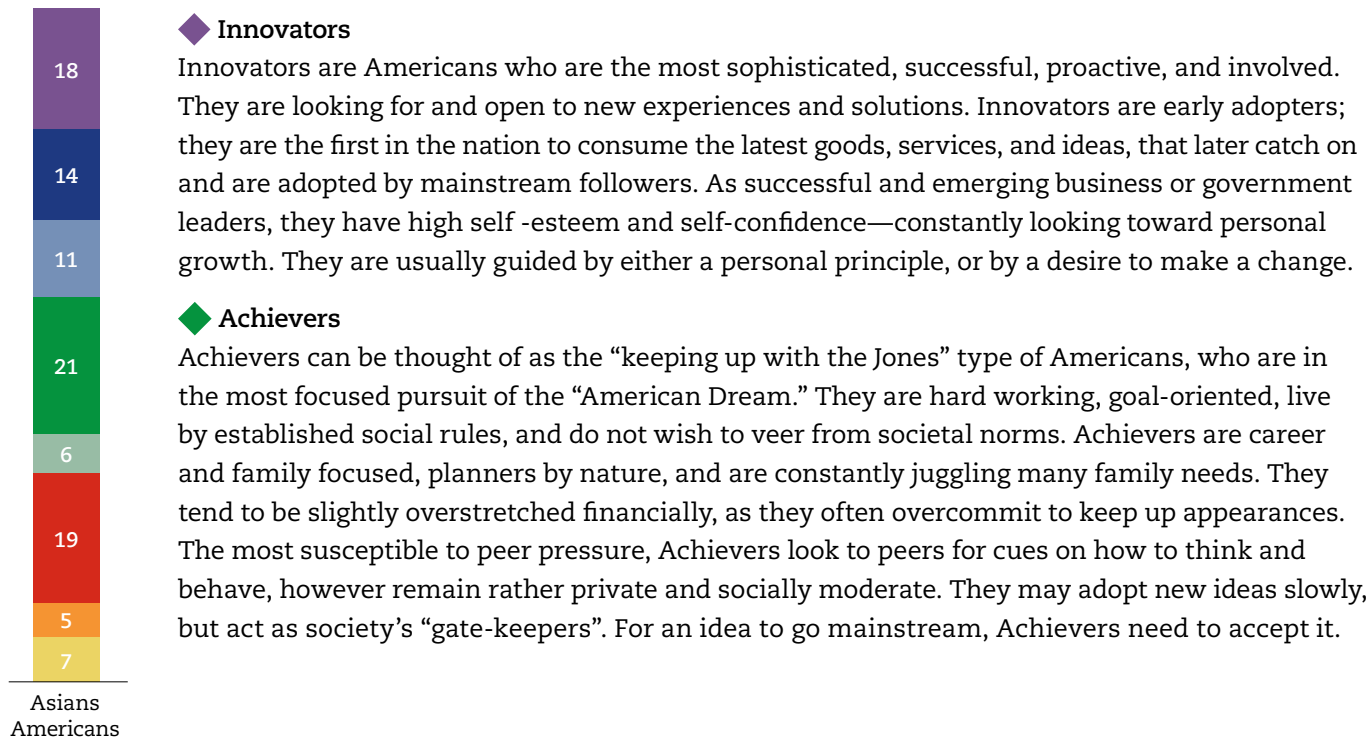 18
14
11
21
6
19
5
7
Asians
Americans
Innovators
Innovators are Americans who are the most sophisticated, successful, proactive, and involved.
They are looking for and open to new experiences and solutions. Innovators are early adopters;
they are the first in the nation to consume the latest goods, services, and ideas, that later catch on
and are adopted by mainstream followers. As successful and emerging business or government
leaders, they have high self -esteem and self-confidence—constantly looking toward personal
growth. They are usually guided by either a personal principle, or by a desire to make a change.
Achievers
Achievers can be thought of as the “keeping up with the Jones” type of Americans, who are in
the most focused pursuit of the “American Dream.” They are hard working, goal-oriented, live
by established social rules, and do not wish to veer from societal norms. Achievers are career
and family focused, planners by nature, and are constantly juggling many family needs. They
tend to be slightly overstretched financially, as they often overcommit to keep up appearances.
The most susceptible to peer pressure, Achievers look to peers for cues on how to think and
behave, however remain rather private and socially moderate. They may adopt new ideas slowly,
but act as society’s “gate-keepers”. For an idea to go mainstream, Achievers need to accept it.